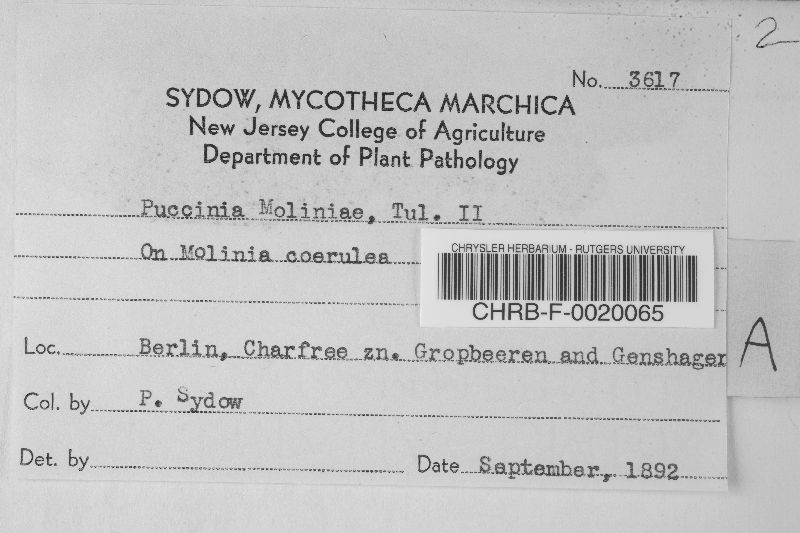 2
No. 3617
SYDOW, MYCOTHECA MARCHICA
New Jersey College of Agriculture
Department of Plant Pathology
Puccinia Moliniae, Tul. II
On Molinia coerulea
CHRYSLER HERBARIUM - RUTGERS UNIVERSITY
CHRB-F-0020065
Loc. Berlin, Charfree zn. Gropbeeren and Genshagen
A
Col. by P. Sydow
Det. by
Date September, 1892